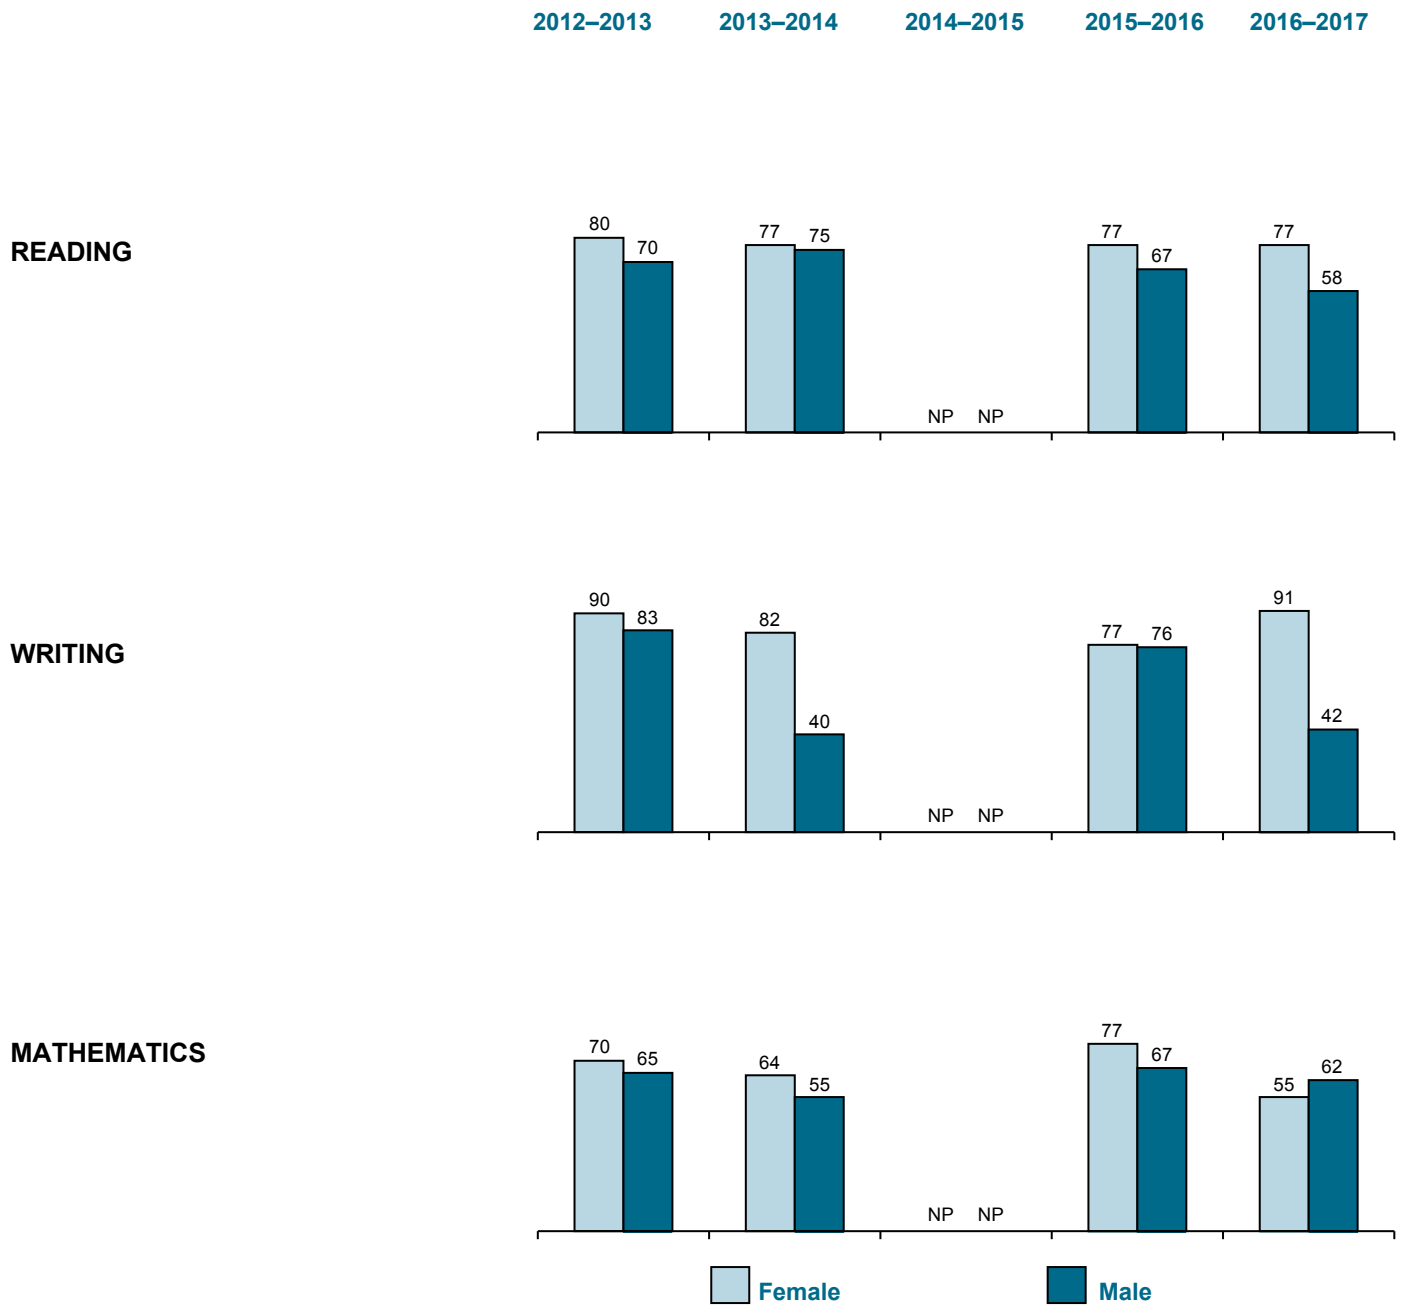 2012–2013 2013–2014 2014–2015 2015–2016 2016–2017
READING
80 70 77 75 NP NP 77 67 77 58
WRITING
90 83 82 40 NP NP 77 76 91 42
MATHEMATICS
70 65 64 55 NP NP 77 67 55 62
Female Male